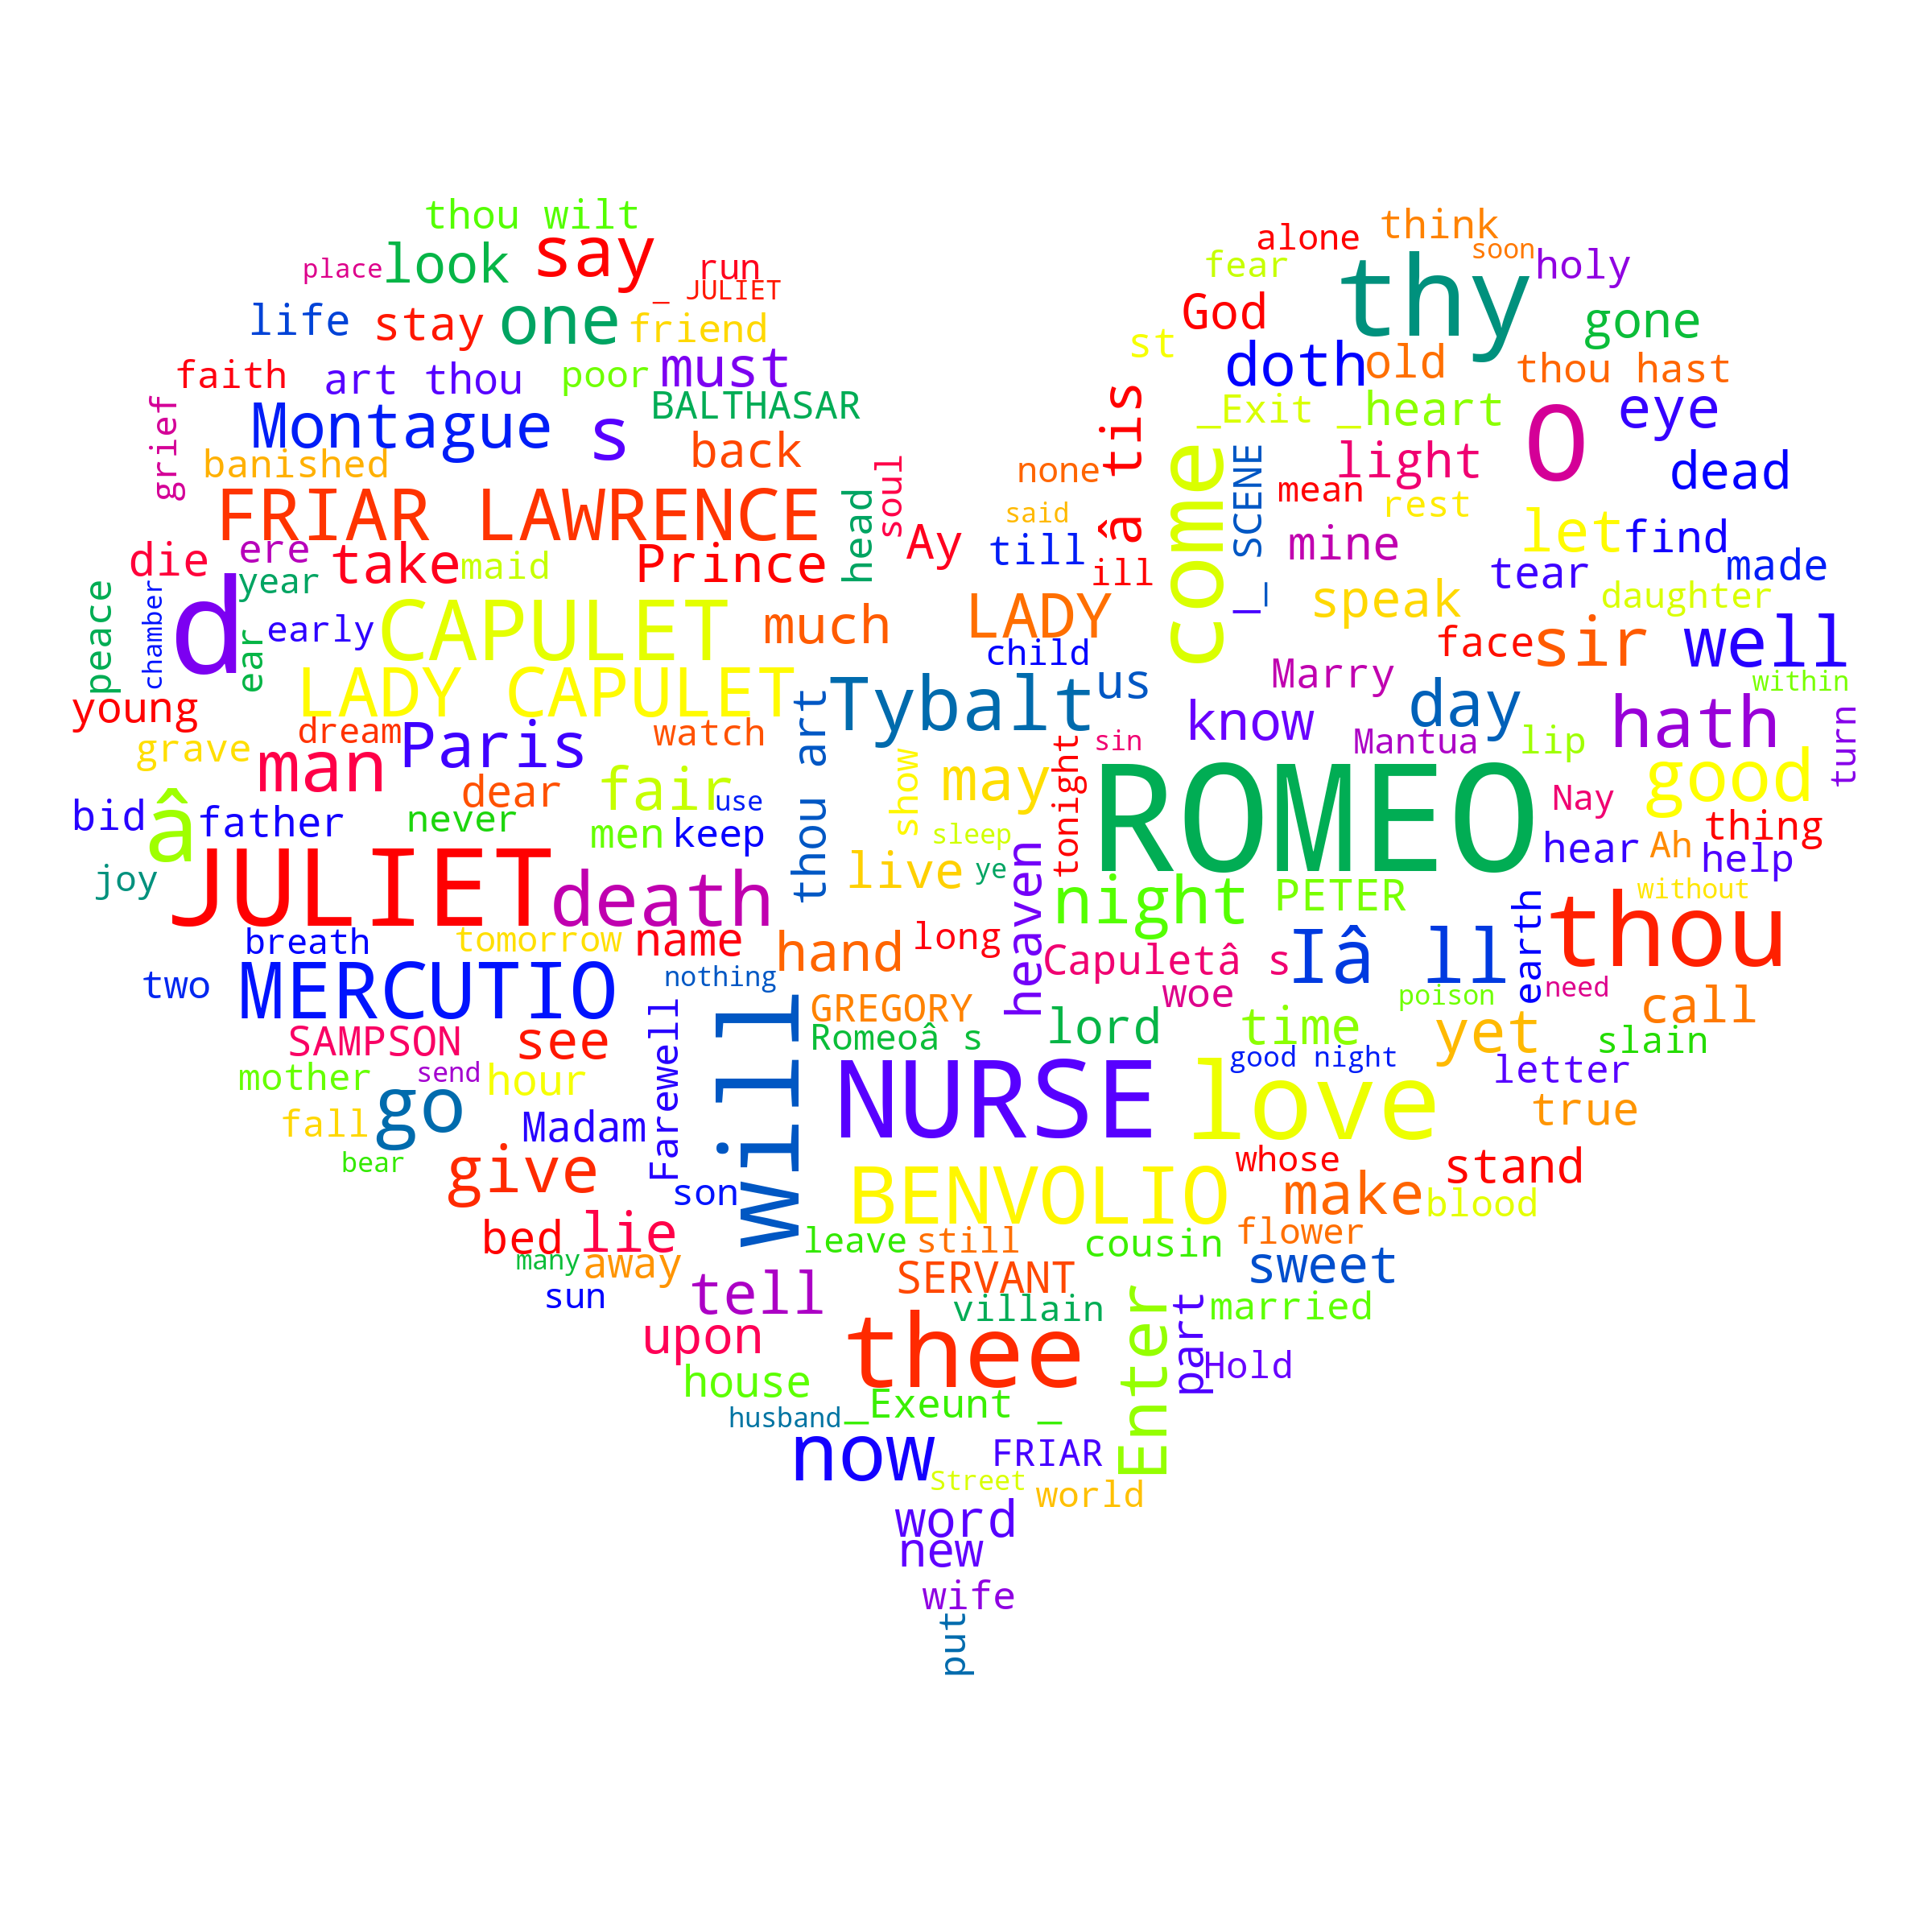 thou wilt
think
alone
soon
look
say
run
place
fear
thy
holy
_ JULIET
God
life
stay
one
friend
gone
st
doth
old
must
faith
art thou
poor
thou hast
BALTHASAR
_Exit _
heart
O
eye
Montague
s
â tis
grief
back
come
light
dead
banished
none
SCENE _
mean
rest
FRIAR LAWRENCE
head
soul
said
Ay
let
find
ere
die
take
maid
Prince
till
mine
made
ill
tear
year
d
CAPULET
much
LADY
_
speak
daughter
peace
chamber
ear
early
child
face
sir
well
LADY CAPULET
Tybalt
us
Marry
within
young
thou art
know
day
hath
turn
dream
Paris
watch
grave
sin
Mantua
lip
man
dear
fair
use
show
may
tonight
ROMEO
Nay
good
bid
â
father
never
men
keep
sleep
hear
Ah
thing
help
joy
JULIET
death
live
ye
heaven
night
PETER
earth
without
thou
breath
tomorrow
name
hand
long
Capuletâ s
Iâ ll
two
MERCUTIO
nothing
woe
poison
need
will
GREGORY
call
SAMPSON
see
Farewell
Romeoâ s
lord
time
yet
slain
mother
send
hour
NURSE
love
good night
letter
fall
go
Madam
true
bear
give
son
BENVOLIO
whose
stand
make
blood
bed
lie
leave
still
cousin
flower
many
away
sweet
sun
tell
SERVANT
Enter
part
villain
married
upon
thee
Hold
house
_Exeunt _
husband
now
FRIAR
Street
world
word
new
wife
put